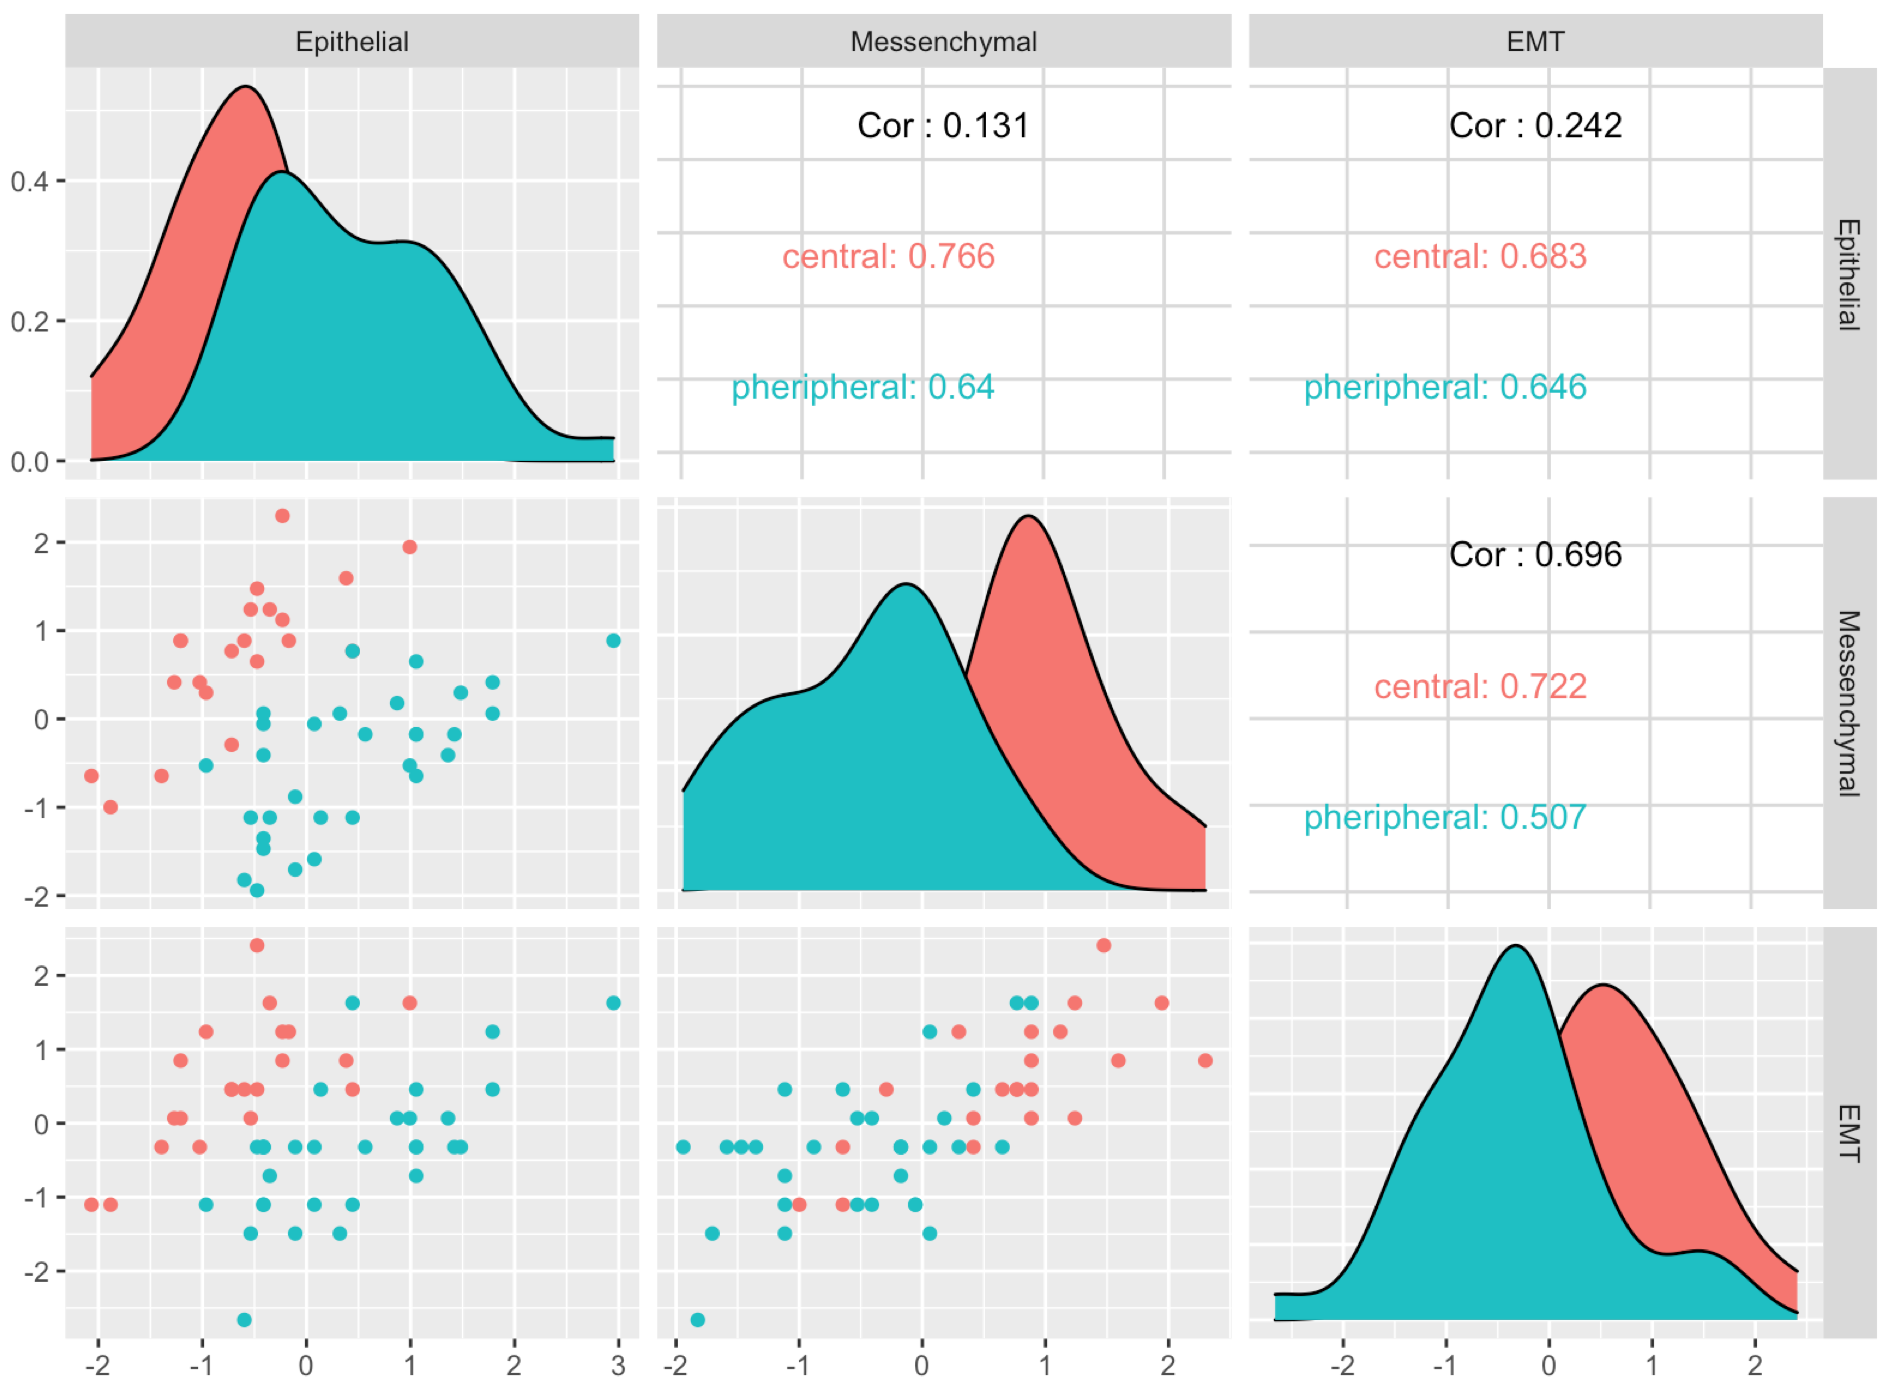 Epithelial Messenchymal EMT
Cor : 0.131
central: 0.766
pheripheral: 0.64
Cor : 0.242
central: 0.683
pheripheral: 0.646
Epithelial
0.4
0.2
0.0
Cor : 0.696
central: 0.722
pheripheral: 0.507
Messenchymal
2
1
0
-1
-2
EMT
2
1
0
-1
-2
-2 -1 0 1 2 3
-2 -1 0 1 2
-2 -1 0 1 2